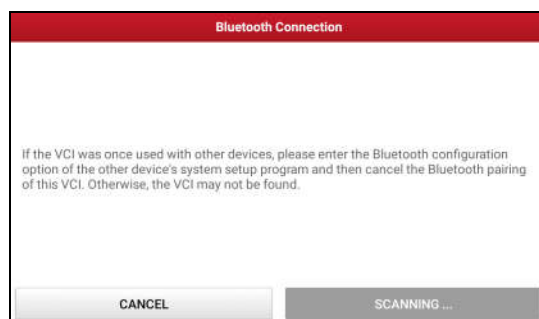 Bluetooth Connection
If the VCI was once used with other devices, please enter the Bluetooth configuration
option of the other device's system setup program and then cancel the Bluetooth pairing
of this VCI. Otherwise, the VCI may not be found.
CANCEL
SCANNING ...